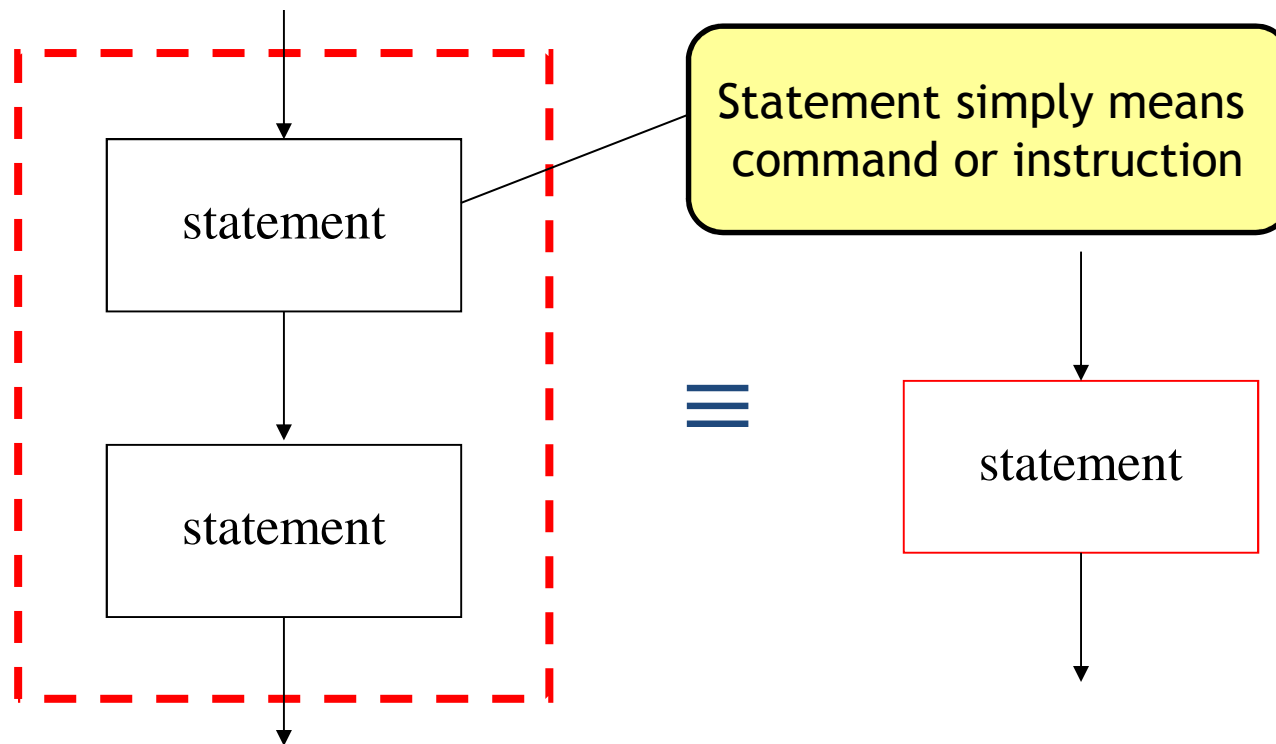 Statement simply means
command or instruction
statement
statement
≡
statement